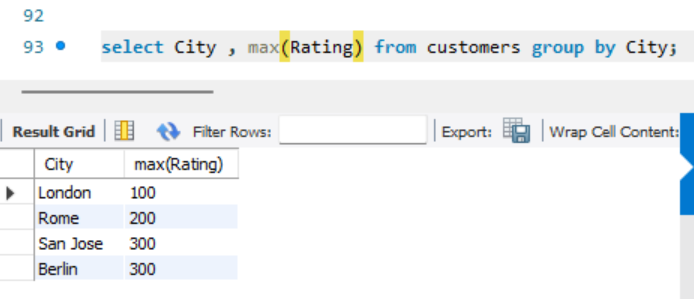 92
93 select City , max(Rating) from customers group by City;
Result Grid Filter Rows: Export: Wrap Cell Content:
City max(Rating)
London 100
Rome 200
San Jose 300
Berlin 300